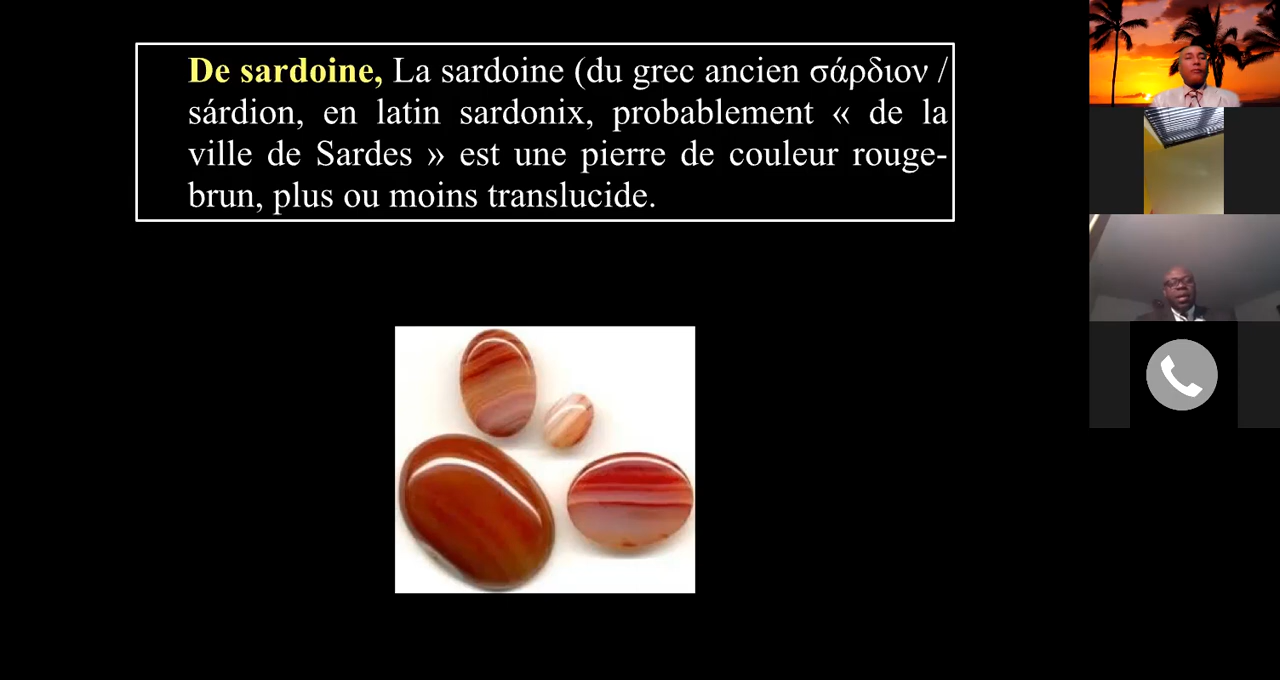 De sardoine, La sardoine (du grec ancien σάρδιον /
sárdion, en latin sardonix, probablement « de la
ville de Sardes » est une pierre de couleur rouge-
brun, plus ou moins translucide.